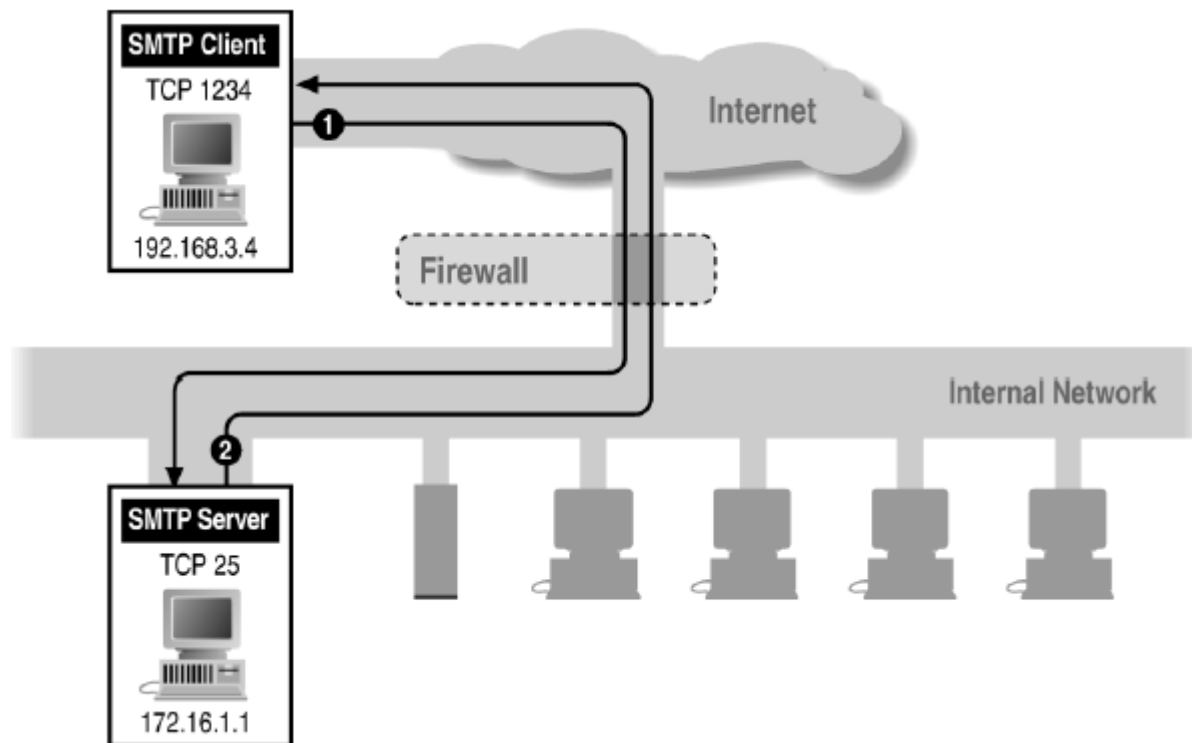 SMTP Client
TCP 1234
192.168.3.4
1
Internet
Firewall
Internal Network
2
SMTP Server
TCP 25
172.16.1.1